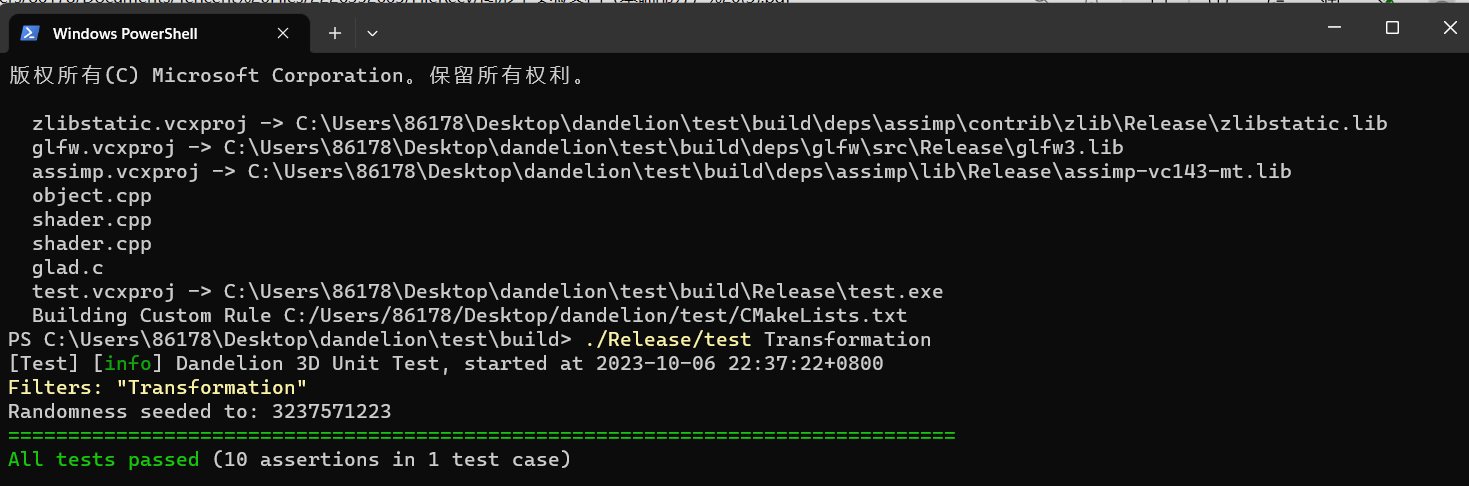 Windows PowerShell
版权所有(C) Microsoft Corporation。保留所有权利。
zlibstatic.vcxproj -> C:\Users\86178\Desktop\dandelion\test\build\deps\assimp\contrib\zlib\Release\zlibstatic.lib
glfw.vcxproj -> C:\Users\86178\Desktop\dandelion\test\build\deps\glfw\src\Release\glfw3.lib
assimp.vcxproj -> C:\Users\86178\Desktop\dandelion\test\build\deps\assimp\lib\Release\assimp-vc143-mt.lib
object.cpp
shader.cpp
shader.cpp
glad.c
test.vcxproj -> C:\Users\86178\Desktop\dandelion\test\build\Release\test.exe
Building Custom Rule C:/Users/86178/Desktop/dandelion/test/CMakeLists.txt
PS C:\Users\86178\Desktop\dandelion\test\build> ./Release/test Transformation
[Test] [info] Dandelion 3D Unit Test, started at 2023-10-06 22:37:22+0800
Filters: "Transformation"
Randomness seeded to: 3237571223
===============================================================================
All tests passed (10 assertions in 1 test case)